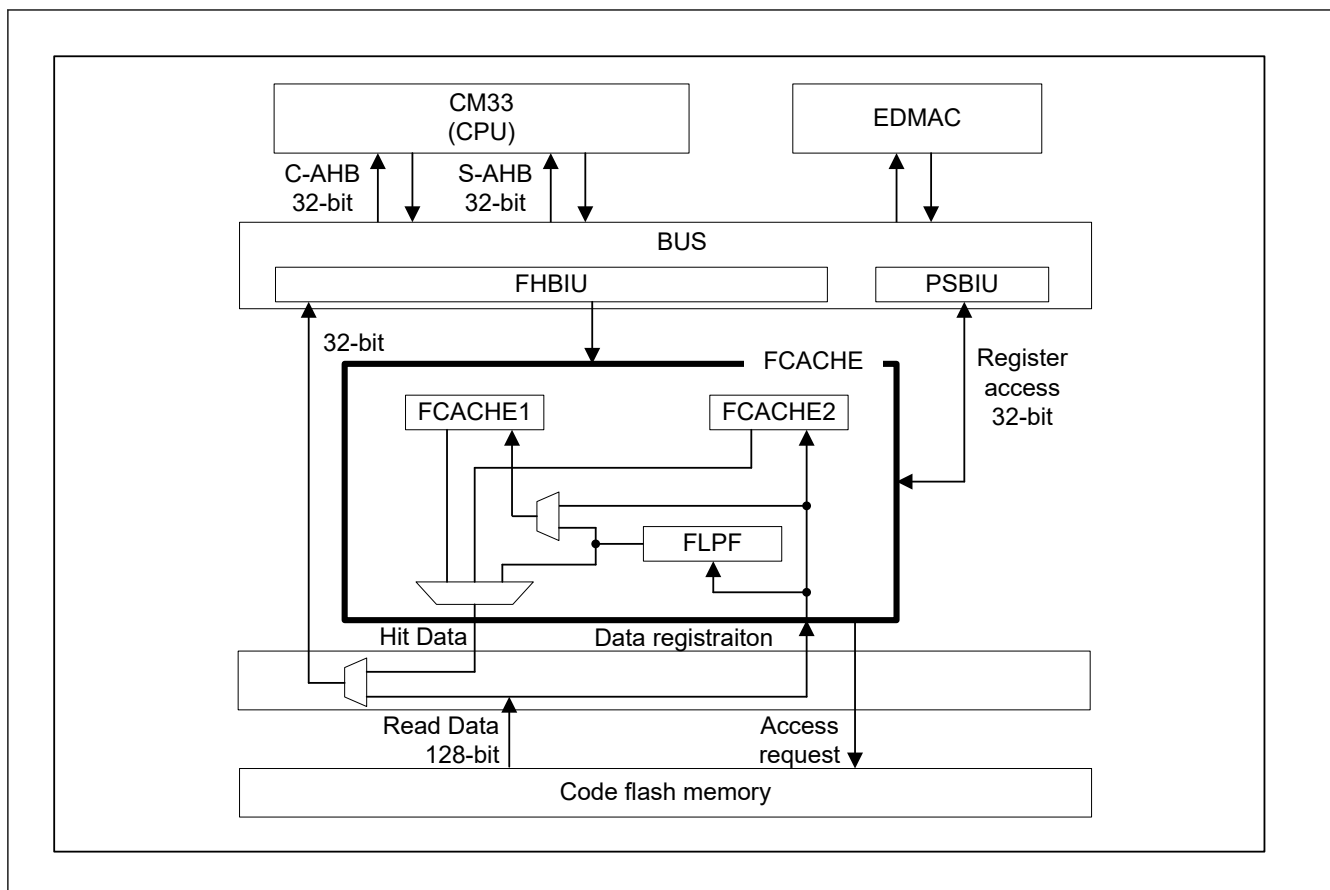 CM33
(CPU)
EDMAC
C-AHB
32-bit
S-AHB
32-bit
BUS
FHBIU
PSBIU
32-bit
FCACHE
Register
access
32-bit
FCACHE1
FCACHE2
FLPF
Hit Data
Data registraiton
Read Data
128-bit
Access
request
Code flash memory